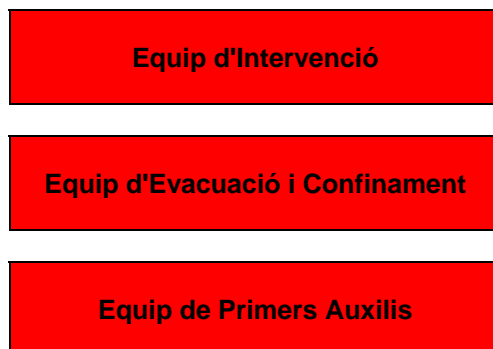 Equip d'Intervenció
Equip d'Evacuació i Confinament
Equip de Primers Auxilis